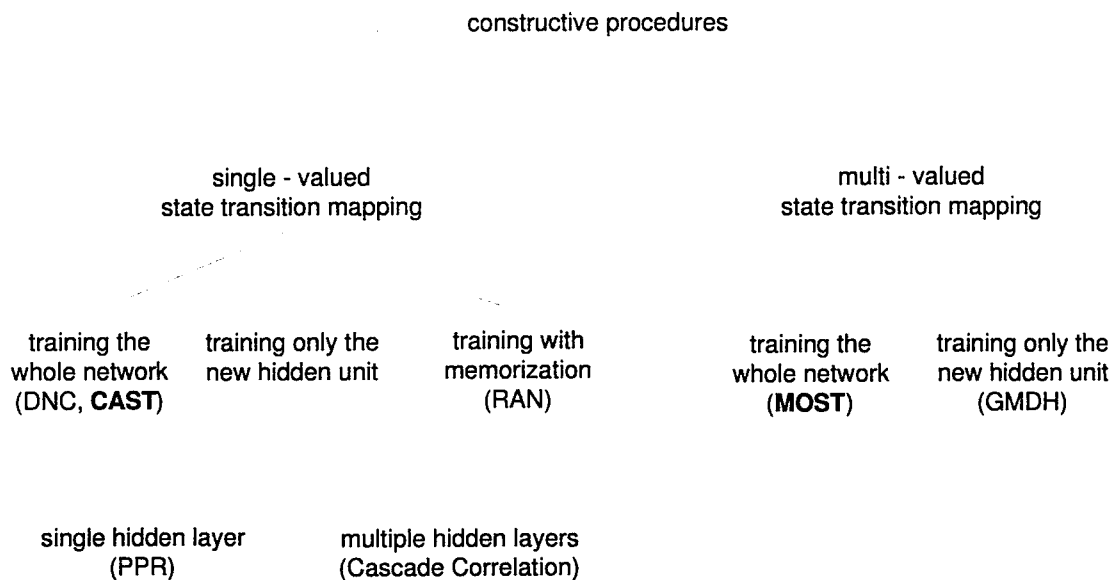 constructive procedures
single - valued
state transition mapping
multi - valued
state transition mapping
training the
whole network
(DNC, CAST)
training only the
new hidden unit
training with
memorization
(RAN)
training the
whole network
(MOST)
training only the
new hidden unit
(GMDH)
single hidden layer
(PPR)
multiple hidden layers
(Cascade Correlation)